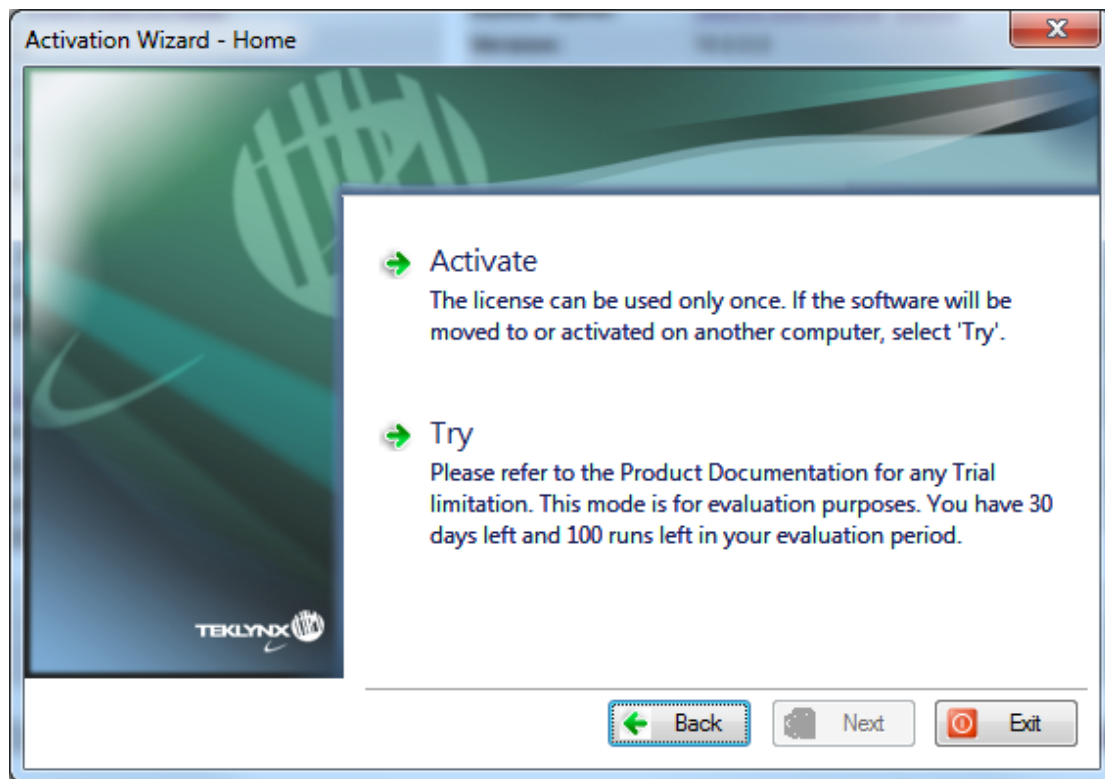 Activation Wizard - Home
Activate
The license can be used only once. If the software will be
moved to or activated on another computer, select 'Try'.
Try
Please refer to the Product Documentation for any Trial
limitation. This mode is for evaluation purposes. You have 30
days left and 100 runs left in your evaluation period.
TEKLYNX
Back Next Exit